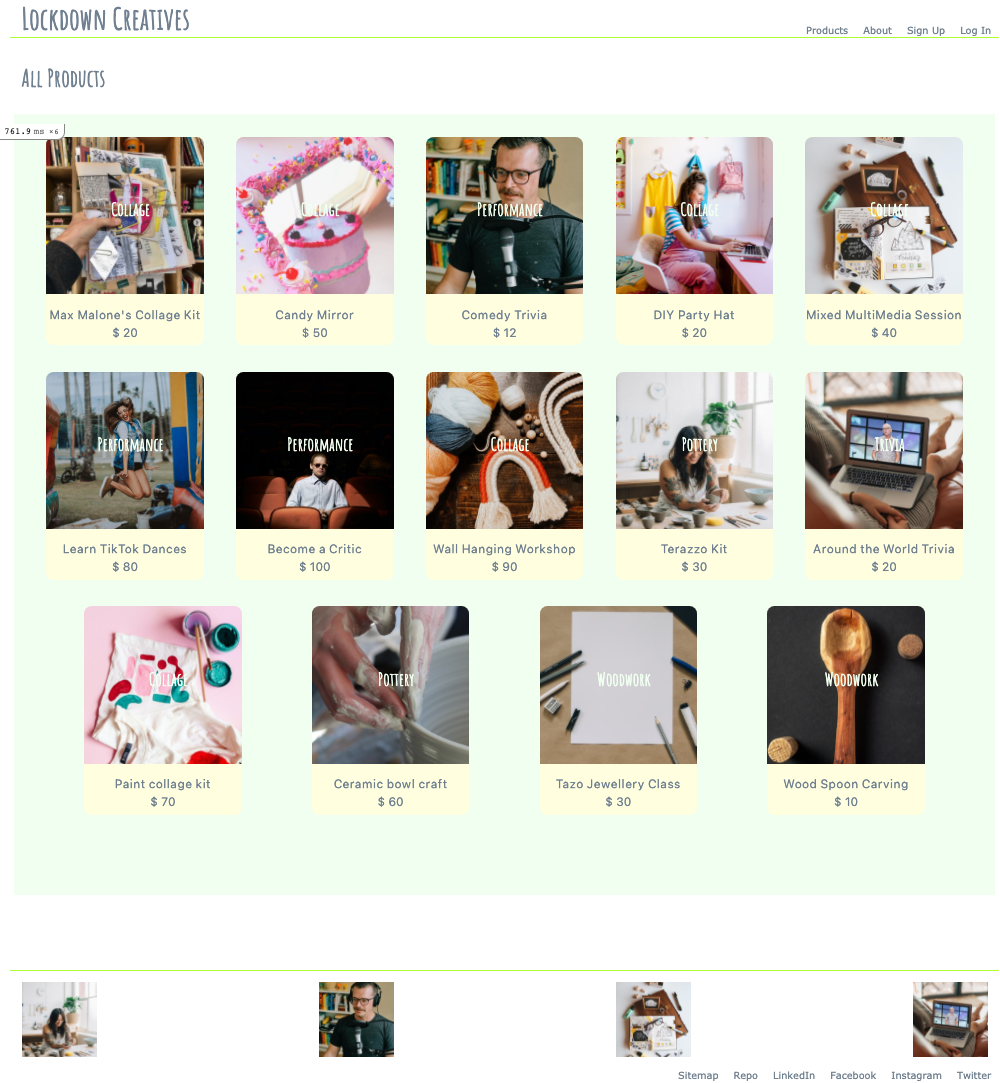 Lockdown Creatives
Products About Sign Up Log In
All Products
761.9 ms ×6
Collage
Collage
Performance
Collage
Collage
Max Malone's Collage Kit
$ 20
Candy Mirror
$ 50
Comedy Trivia
$ 12
DIY Party Hat
$ 20
Mixed MultiMedia Session
$ 40
Performance
Performance
Collage
Pottery
Trivia
Learn TikTok Dances
$ 80
Become a Critic
$ 100
Wall Hanging Workshop
$ 90
Terazzo Kit
$ 30
Around the World Trivia
$ 20
Collage
Pottery
Woodwork
Woodwork
Paint collage kit
$ 70
Ceramic bowl craft
$ 60
Tazo Jewellery Class
$ 30
Wood Spoon Carving
$ 10
Sitemap Repo LinkedIn Facebook Instagram Twitter